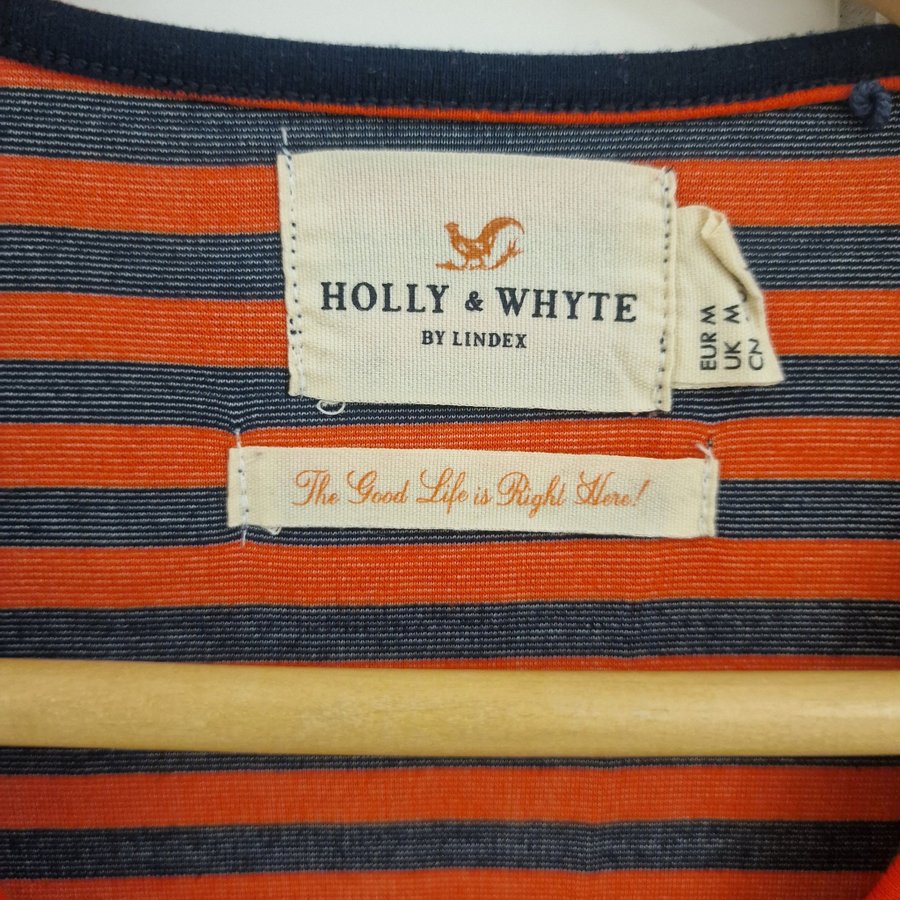 HOLLY & WHYTE
BY LINDEX
EUR M
UK M
CN
The Good Life is Right Here!